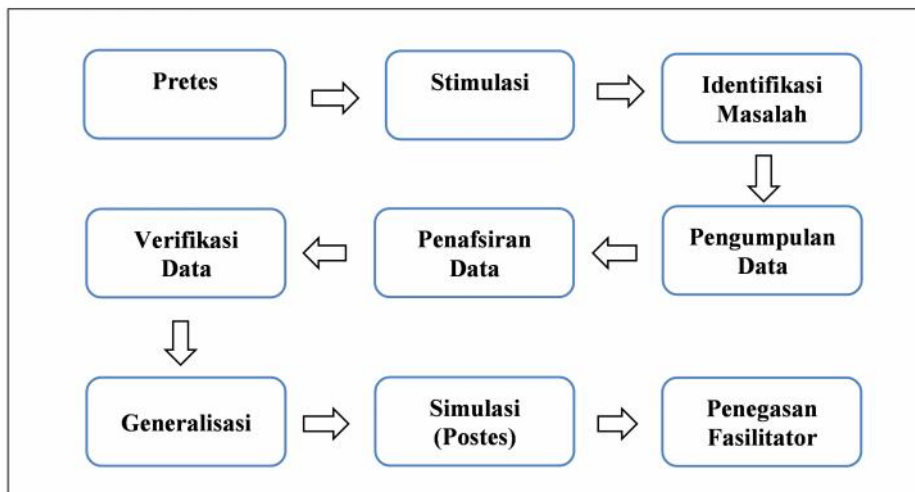 Pretes
Stimulasi
Identifikasi
Masalah
Pengumpulan
Data
Penafsiran
Data
Verifikasi
Data
Generalisasi
Simulasi
(Postes)
Penegasan
Fasilitator